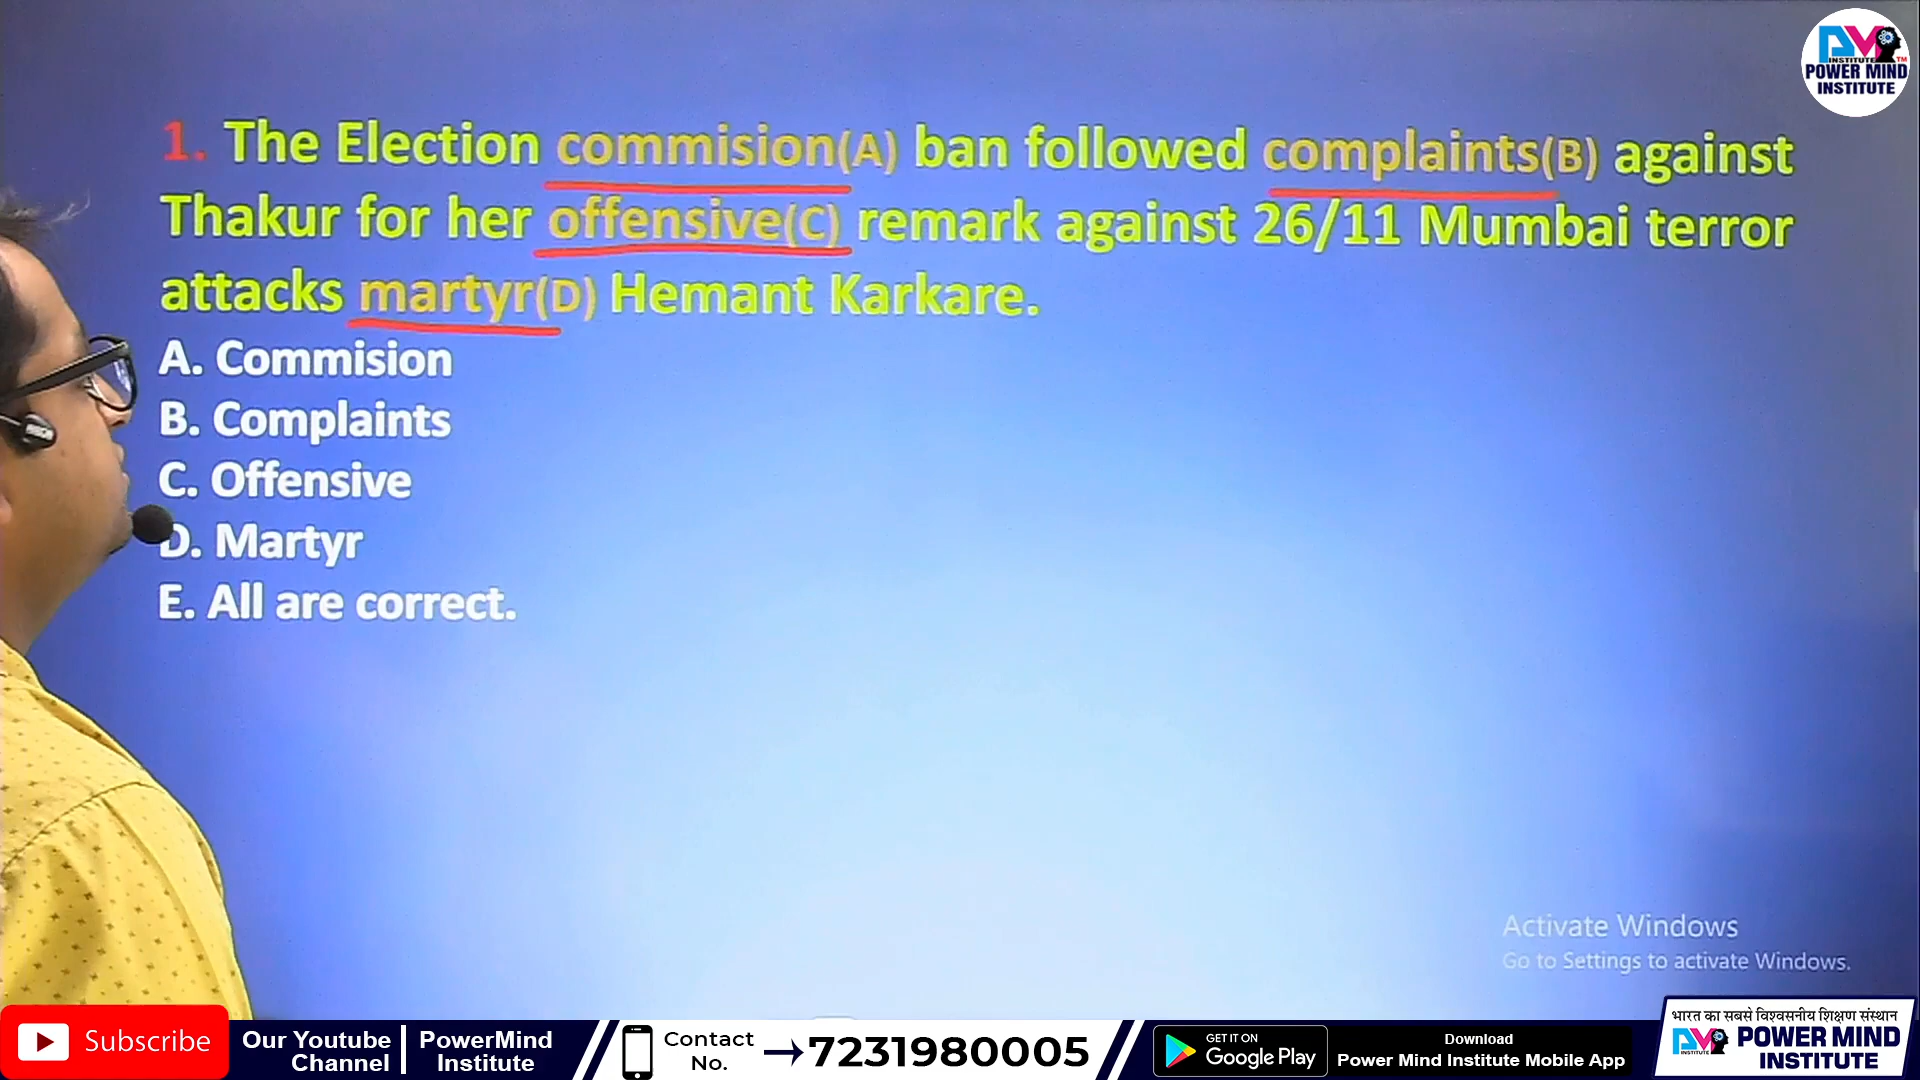 INSTITUTE TM
POWER MIND
INSTITUTE
1. The Election commision(A) ban followed complaints(B) against
Thakur for her offensive(C) remark against 26/11 Mumbai terror
attacks martyr(D) Hemant Karkare.
A. Commision
B. Complaints
C. Offensive
D. Martyr
E. All are correct.
Activate Windows
Go to Settings to activate Windows.
Subscribe
Our Youtube
Channel
PowerMind
Institute
Contact
No.
7231980005
GET IT ON
Google Play
Download
Power Mind Institute Mobile App
भारत का सबसे विश्वसनीय शिक्षण संस्थान
INSTITUTE
POWER MIND
INSTITUTE